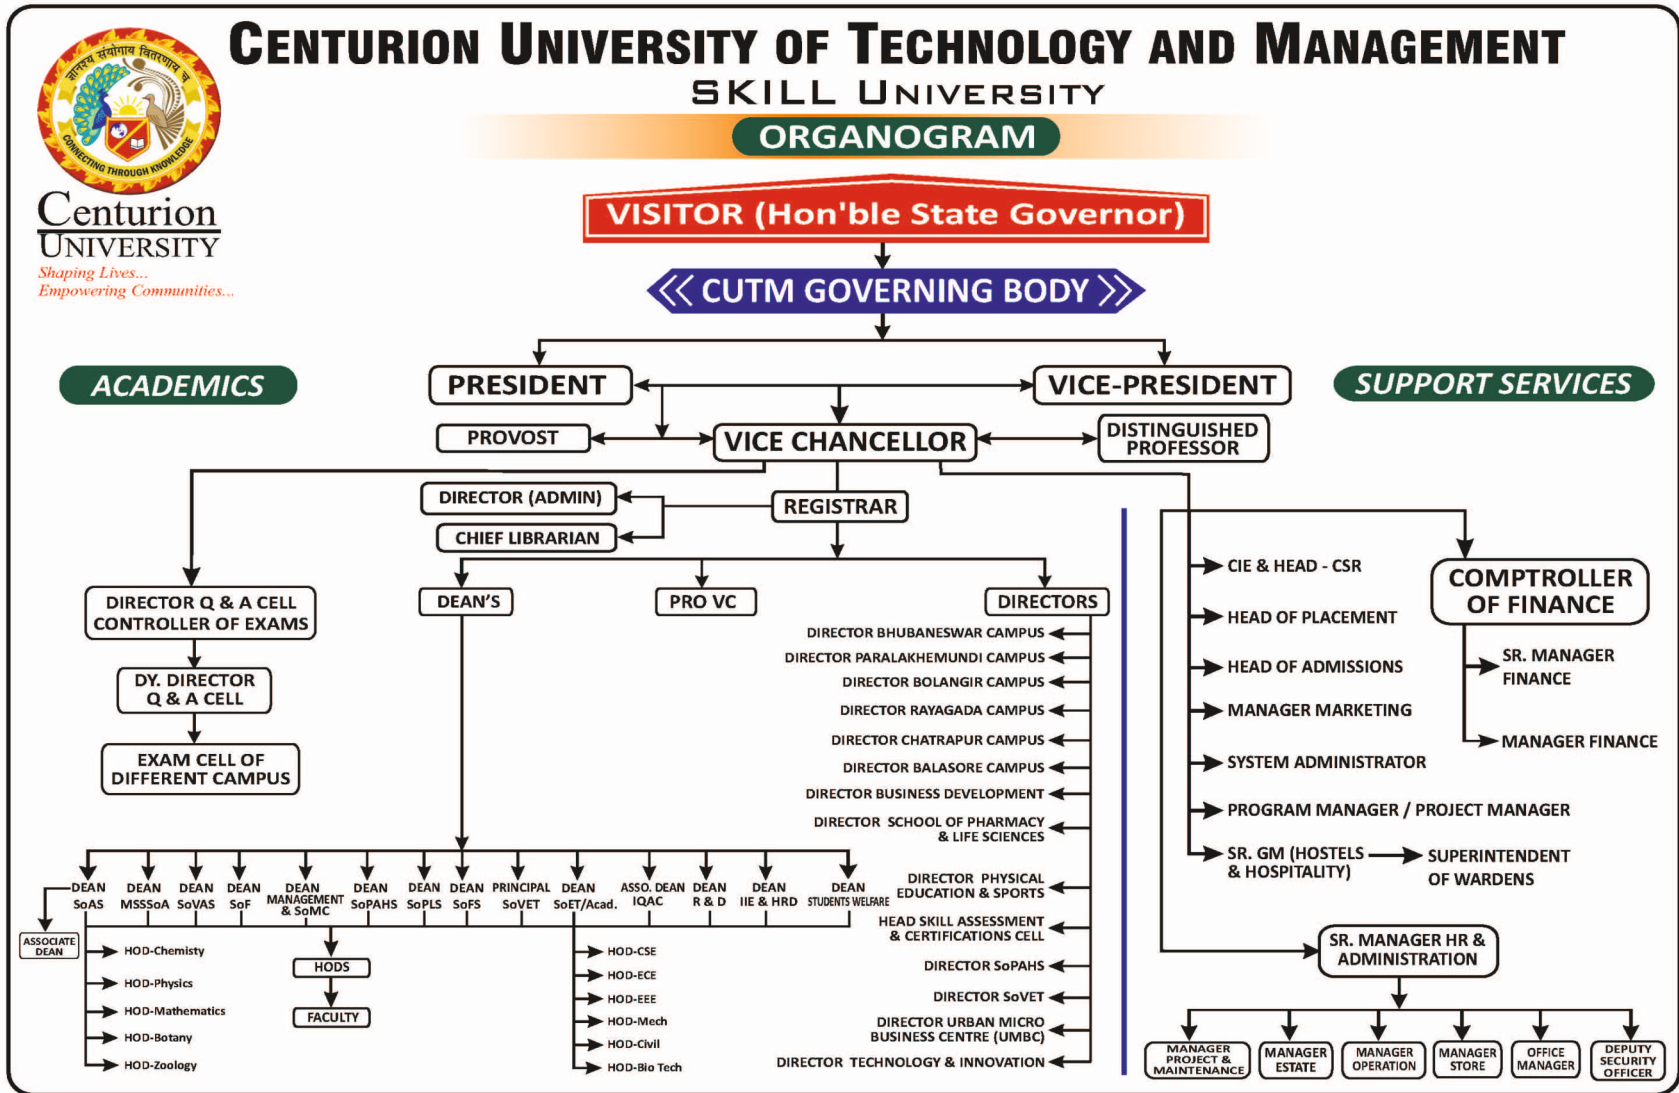 CENTURION UNIVERSITY OF TECHNOLOGY AND MANAGEMENT
SKILL UNIVERSITY
ORGANOGRAM
ज्ञानश्य संयोगाय वितरणाय च
CONNECTING THROUGH KNOWLEDGE
Centurion
UNIVERSITY
Shaping Lives...
Empowering Communities...
VISITOR (Hon'ble State Governor)
CUTM GOVERNING BODY
ACADEMICS
PRESIDENT
VICE-PRESIDENT
SUPPORT SERVICES
PROVOST
VICE CHANCELLOR
DISTINGUISHED
PROFESSOR
DIRECTOR (ADMIN)
REGISTRAR
CHIEF LIBRARIAN
DIRECTOR Q & A CELL
CONTROLLER OF EXAMS
DY. DIRECTOR
Q & A CELL
EXAM CELL OF
DIFFERENT CAMPUS
DEAN'S
PRO VC
DIRECTORS
DIRECTOR BHUBANESWAR CAMPUS
DIRECTOR PARALAKHEMUNDI CAMPUS
DIRECTOR BOLANGIR CAMPUS
DIRECTOR RAYAGADA CAMPUS
DIRECTOR CHATRAPUR CAMPUS
DIRECTOR BALASORE CAMPUS
DIRECTOR BUSINESS DEVELOPMENT
DIRECTOR SCHOOL OF PHARMACY
& LIFE SCIENCES
DIRECTOR PHYSICAL
EDUCATION & SPORTS
HEAD SKILL ASSESSMENT
& CERTIFICATIONS CELL
DIRECTOR SoPAHS
DIRECTOR SoVET
DIRECTOR URBAN MICRO
BUSINESS CENTRE (UMBC)
DIRECTOR TECHNOLOGY & INNOVATION
DEAN
SoAS
DEAN
MSSSoA
DEAN
SoVAS
DEAN
SoF
DEAN
MANAGEMENT
& SoMC
DEAN
SoPAHS
DEAN
SoPLS
DEAN
SoFS
PRINCIPAL
SoVET
DEAN
SoET/Acad.
ASSO. DEAN
IQAC
DEAN
R & D
DEAN
IIE & HRD
DEAN
STUDENTS WELFARE
ASSOCIATE
DEAN
HOD-Chemisty
HOD-Physics
HOD-Mathematics
HOD-Botany
HOD-Zoology
HODS
FACULTY
HOD-CSE
HOD-ECE
HOD-EEE
HOD-Mech
HOD-Civil
HOD-Bio Tech
CIE & HEAD - CSR
HEAD OF PLACEMENT
HEAD OF ADMISSIONS
MANAGER MARKETING
SYSTEM ADMINISTRATOR
PROGRAM MANAGER / PROJECT MANAGER
SR. GM (HOSTELS
& HOSPITALITY)
SUPERINTENDENT
OF WARDENS
COMPTROLLER
OF FINANCE
SR. MANAGER
FINANCE
MANAGER FINANCE
SR. MANAGER HR &
ADMINISTRATION
MANAGER
PROJECT &
MAINTENANCE
MANAGER
ESTATE
MANAGER
OPERATION
MANAGER
STORE
OFFICE
MANAGER
DEPUTY
SECURITY
OFFICER